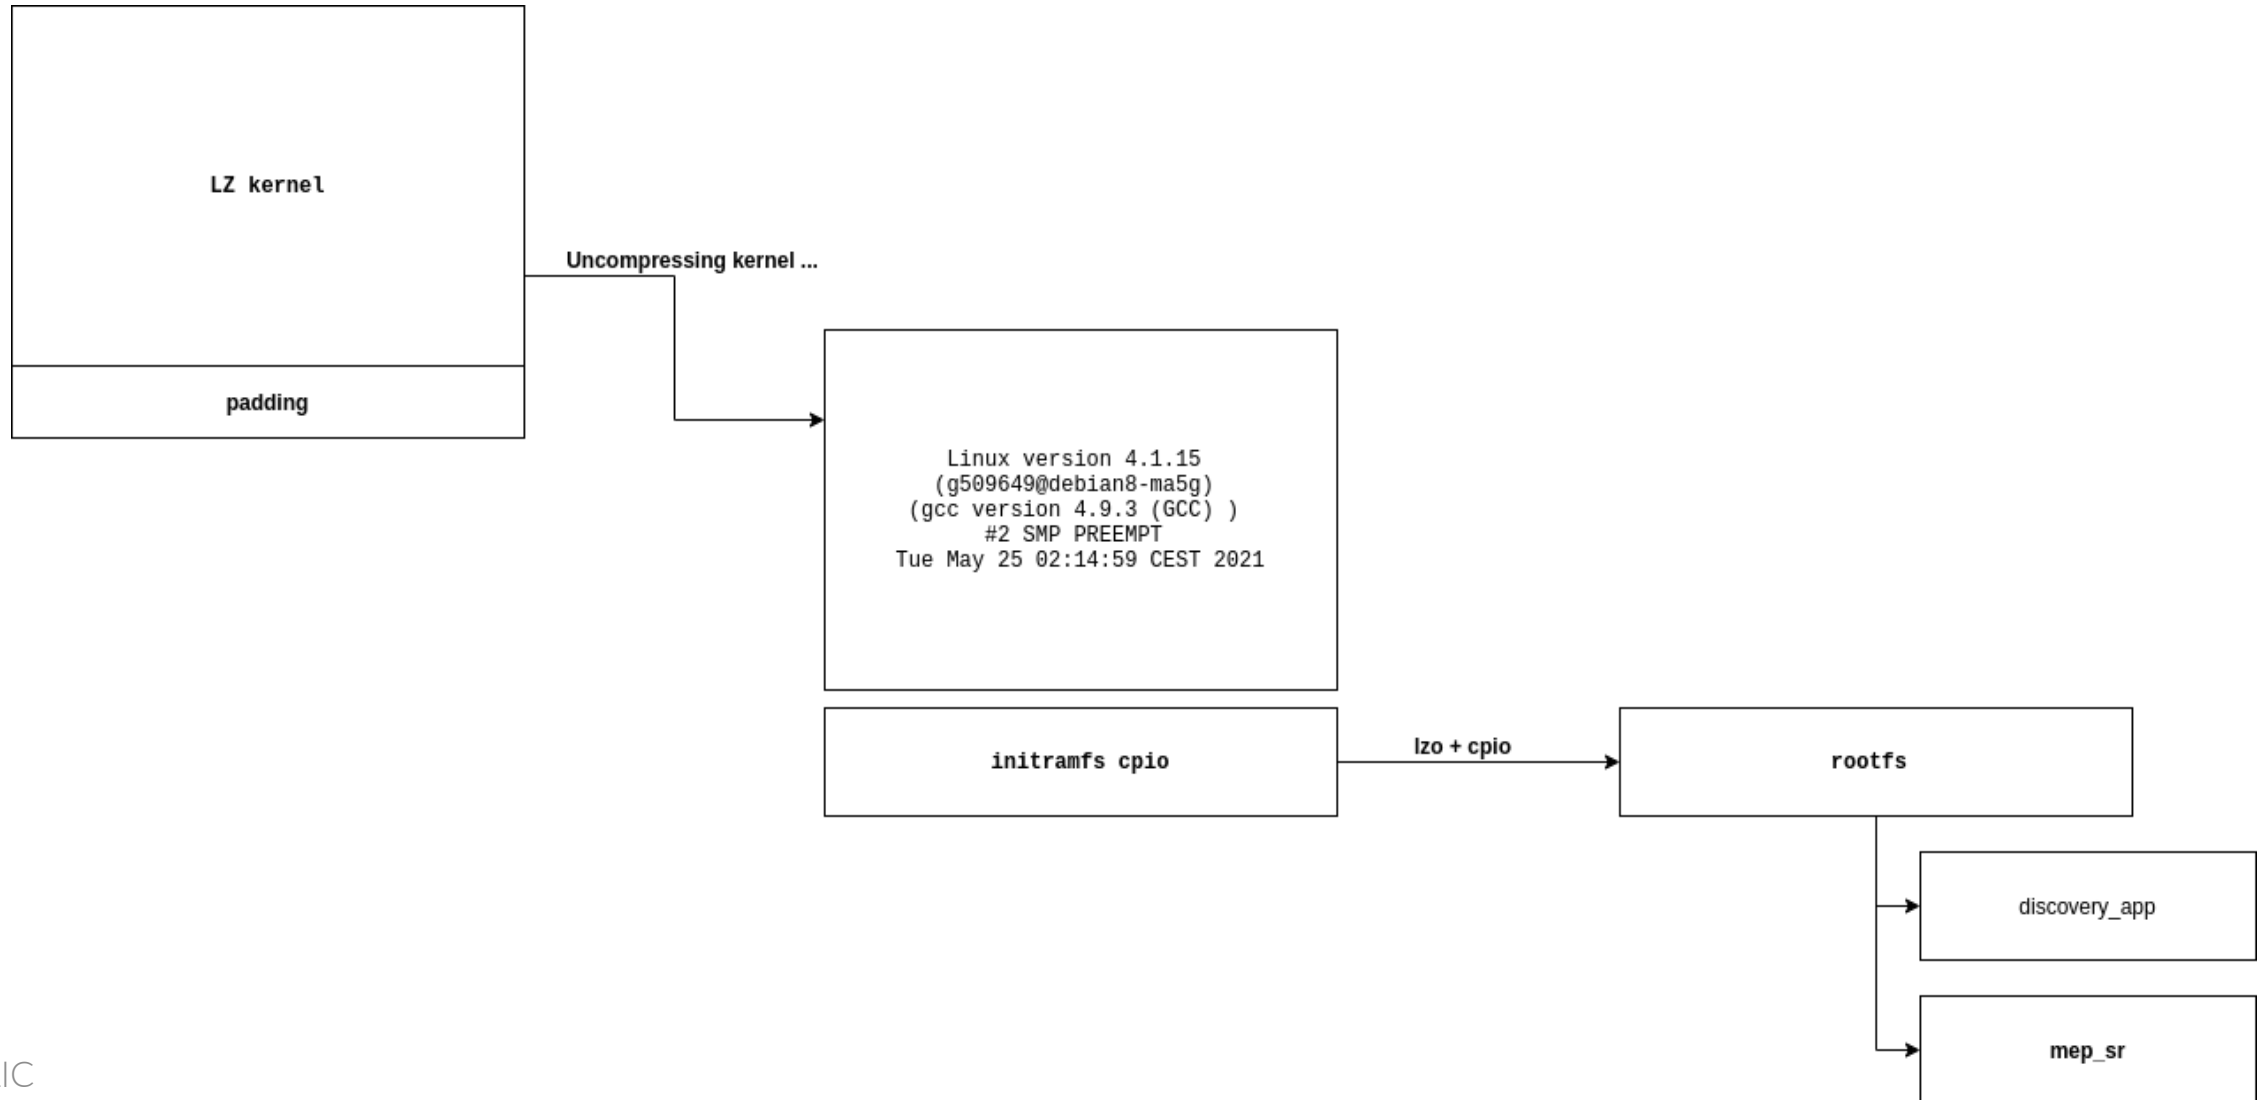 LZ kernel
Uncompressing kernel ...
padding
Linux version 4.1.15
(g509649@debian8-ma5g)
(gcc version 4.9.3 (GCC) )
#2 SMP PREEMPT
Tue May 25 02:14:59 CEST 2021
initramfs cpio
lzo + cpio
rootfs
discovery_app
mep_sr
IC